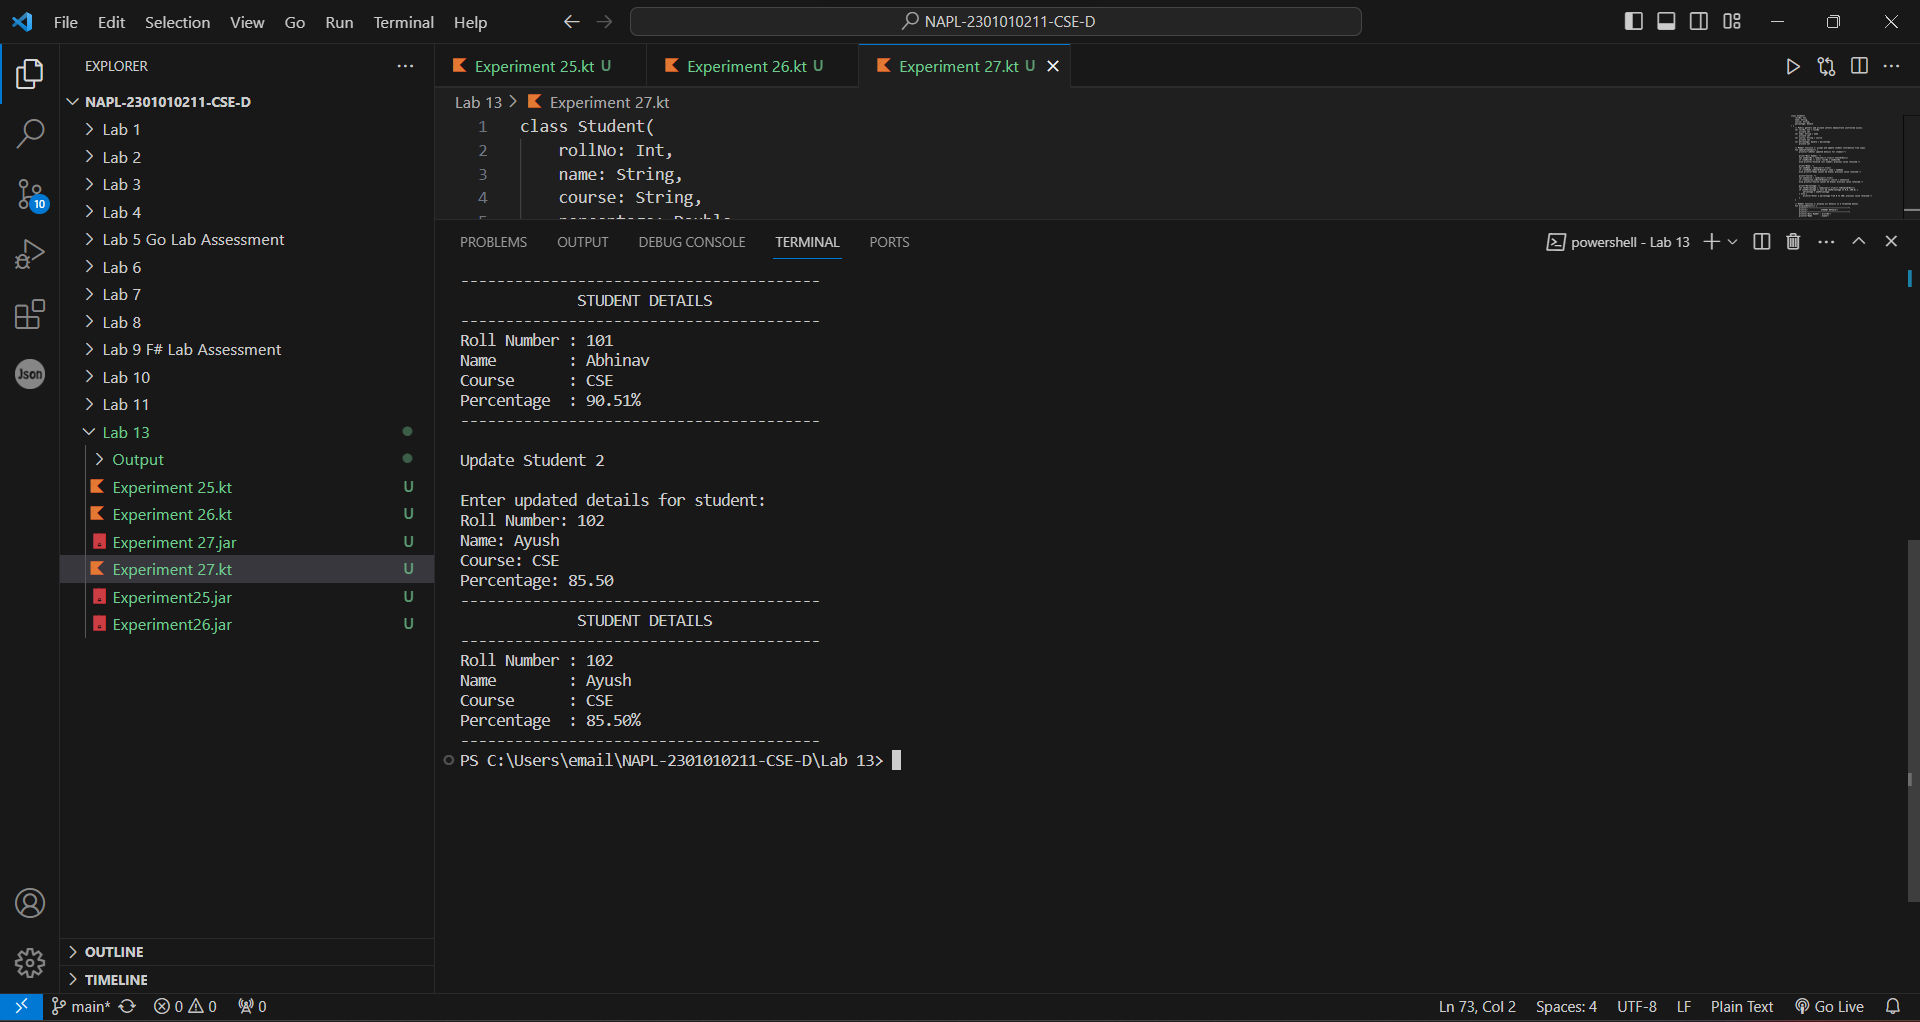 File Edit Selection View Go Run Terminal Help
NAPL-2301010211-CSE-D
EXPLORER
NAPL-2301010211-CSE-D
Lab 1
Lab 2
Lab 3
Lab 4
Lab 5 Go Lab Assessment
Lab 6
Lab 7
Lab 8
Lab 9 F# Lab Assessment
Lab 10
Lab 11
Lab 13
Output
Experiment 25.kt U
Experiment 26.kt U
Experiment 27.jar U
Experiment 27.kt U
Experiment25.jar U
Experiment26.jar U
OUTLINE
TIMELINE
10
Json
Experiment 25.kt U
Experiment 26.kt U
Experiment 27.kt U
Lab 13 > Experiment 27.kt
1 class Student(
2 rollNo: Int,
3 name: String,
4 course: String,
5 percentage: Double
PROBLEMS OUTPUT DEBUG CONSOLE TERMINAL PORTS
powershell - Lab 13
----------------------------------------
STUDENT DETAILS
----------------------------------------
Roll Number : 101
Name : Abhinav
Course : CSE
Percentage : 90.51%
----------------------------------------
Update Student 2
Enter updated details for student:
Roll Number: 102
Name: Ayush
Course: CSE
Percentage: 85.50
----------------------------------------
STUDENT DETAILS
----------------------------------------
Roll Number : 102
Name : Ayush
Course : CSE
Percentage : 85.50%
----------------------------------------
PS C:\Users\email\NAPL-2301010211-CSE-D\Lab 13>
main* 0 0 0
Ln 73, Col 2 Spaces: 4 UTF-8 LF Plain Text Go Live